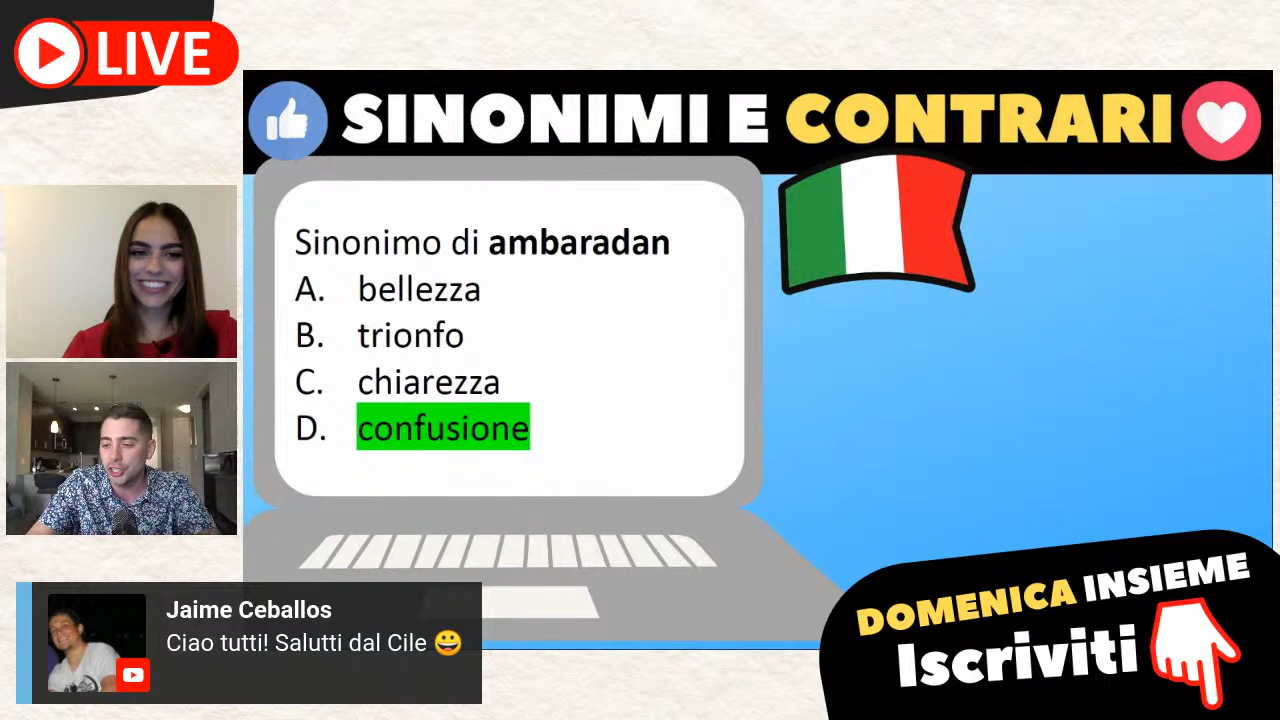 LIVE
SINONIMI E CONTRARI
Sinonimo di ambaradan
A. bellezza
B. trionfo
C. chiarezza
D. confusione
Jaime Ceballos
Ciao tutti! Salutti dal Cile 😀
DOMENICA INSIEME
Iscriviti